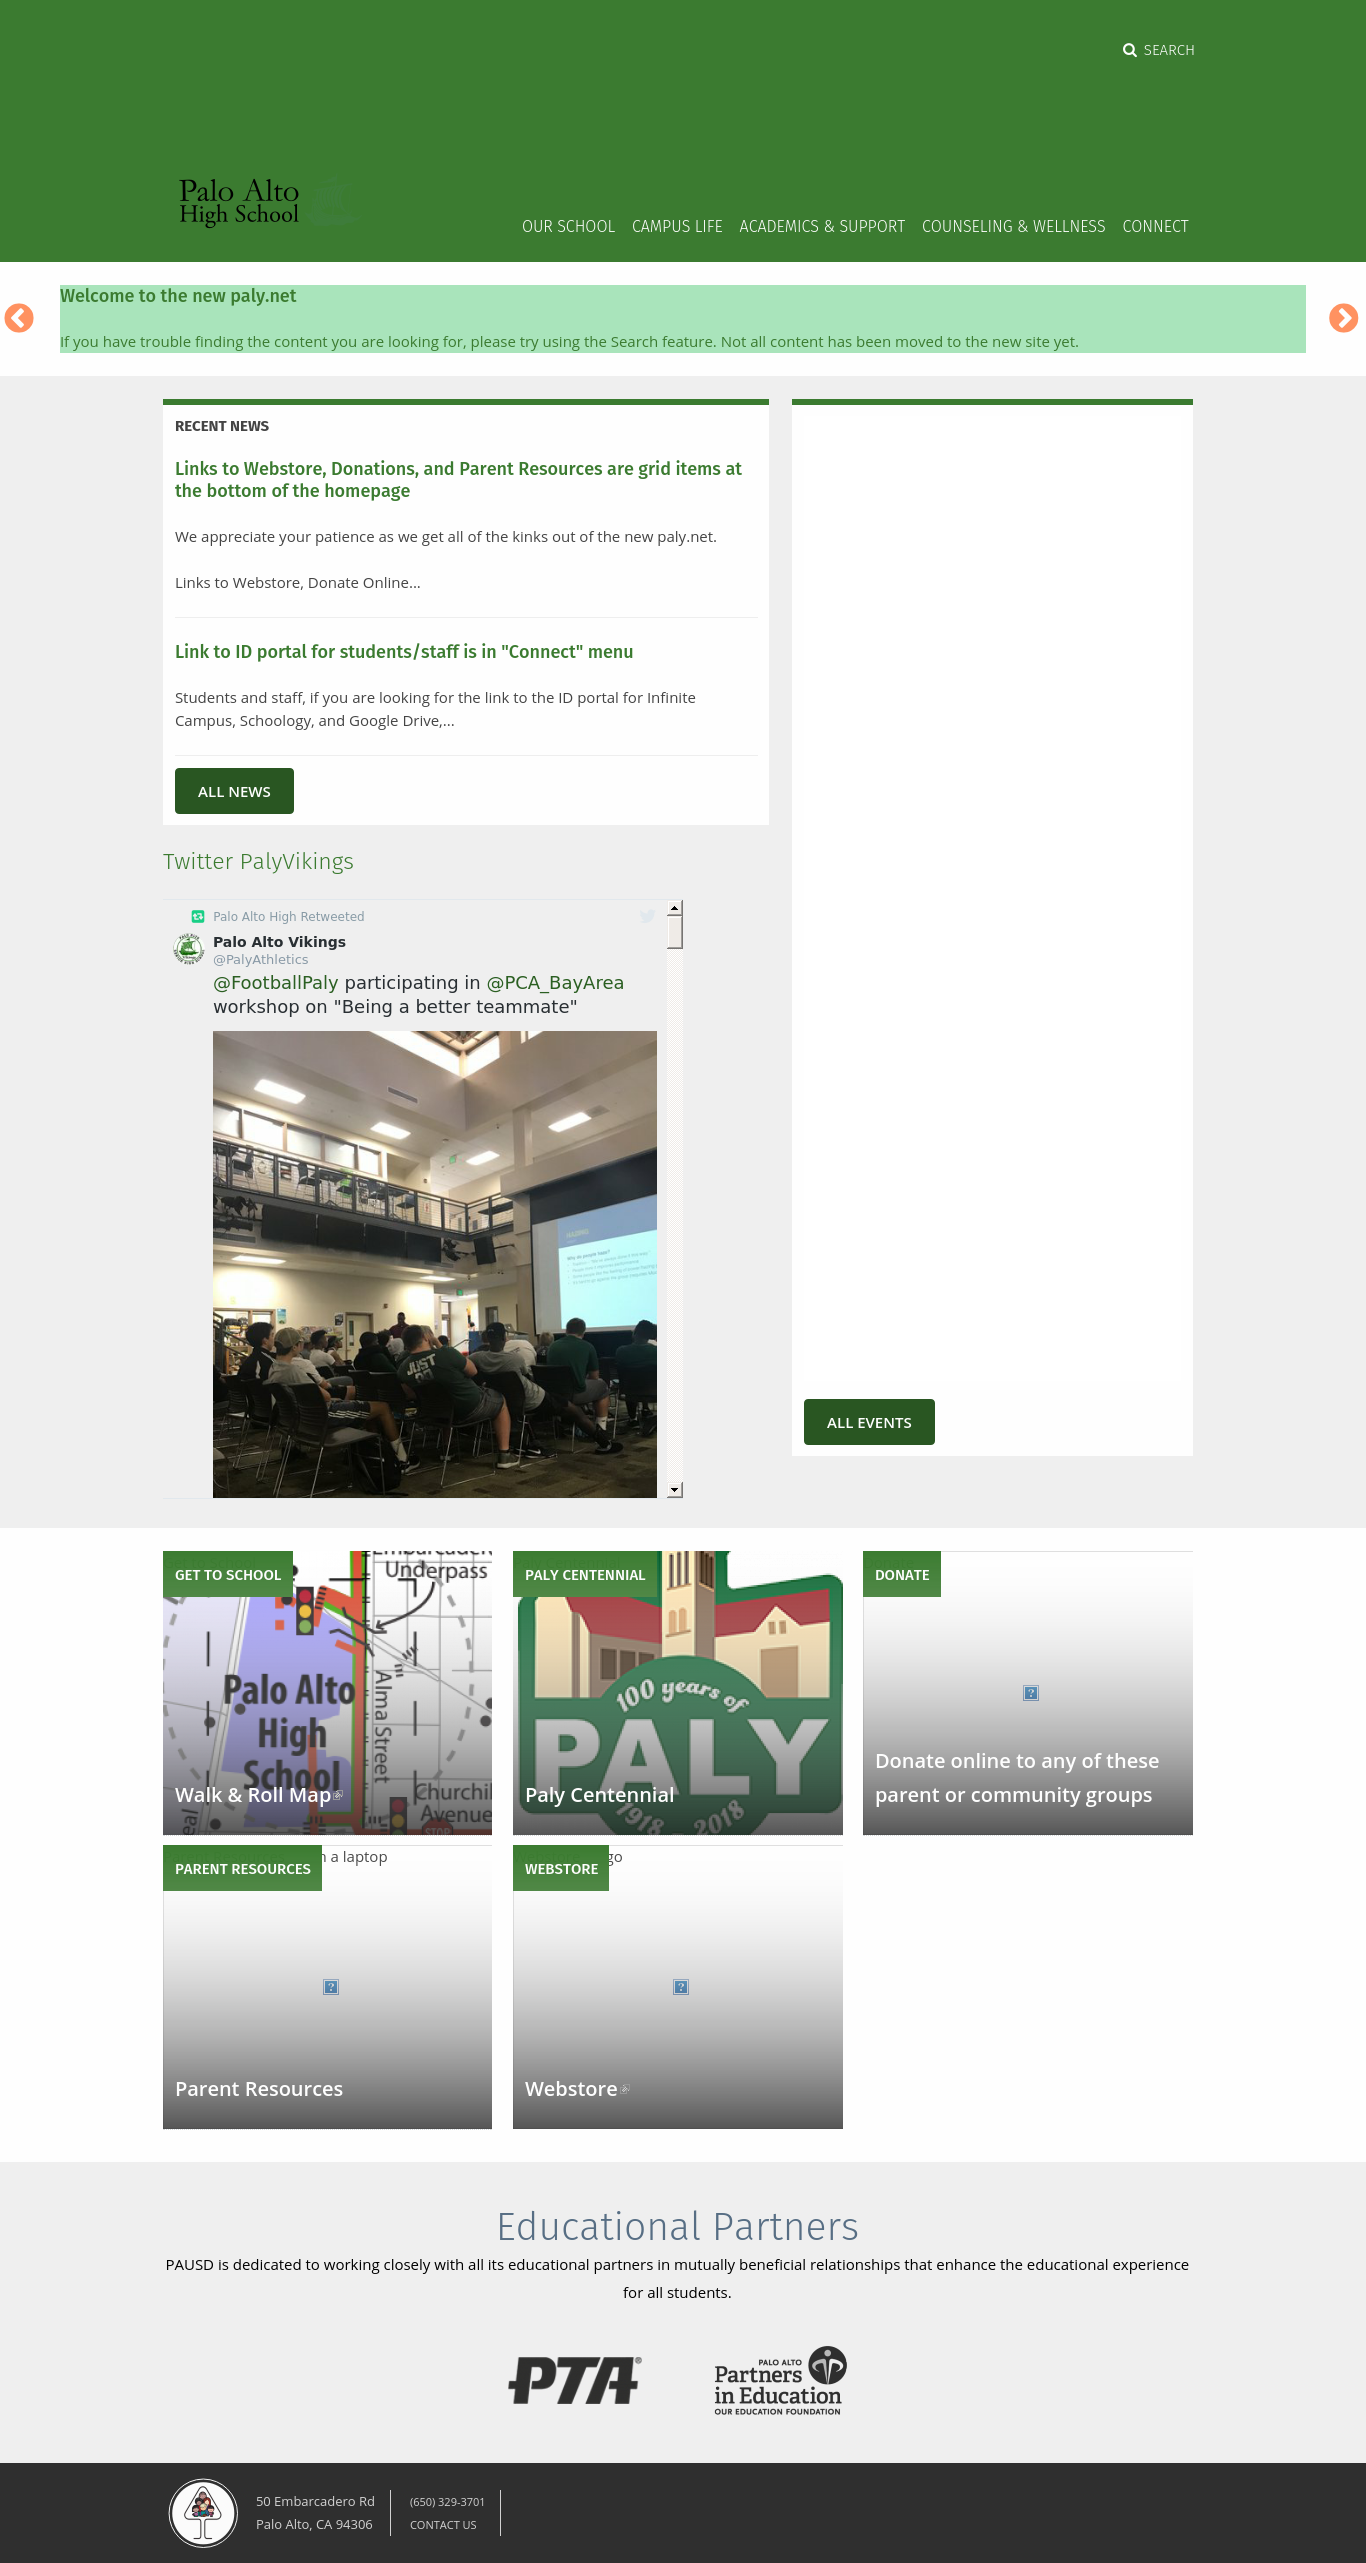 SEARCH
Palo Alto
High School
OUR SCHOOL CAMPUS LIFE ACADEMICS & SUPPORT COUNSELING & WELLNESS CONNECT
Welcome to the new paly.net
If you have trouble finding the content you are looking for, please try using the Search feature. Not all content has been moved to the new site yet.
RECENT NEWS
Links to Webstore, Donations, and Parent Resources are grid items at
the bottom of the homepage
We appreciate your patience as we get all of the kinks out of the new paly.net.
Links to Webstore, Donate Online...
Link to ID portal for students/staff is in "Connect" menu
Students and staff, if you are looking for the link to the ID portal for Infinite
Campus, Schoology, and Google Drive,...
ALL NEWS
Twitter PalyVikings
Palo Alto High Retweeted
Palo Alto Vikings
@PalyAthletics
@FootballPaly participating in @PCA_BayArea
workshop on "Being a better teammate"
JUST
ALL EVENTS
GET TO SCHOOL
Underpass
Palo Alto
High
School
Alma Street
Avenue
STOP
Walk & Roll Map
PALY CENTENNIAL
100 years of
PALY
1918 - 2018
Paly Centennial
DONATE
Donate online to any of these
parent or community groups
PARENT RESOURCES
a laptop
Parent Resources
WEBSTORE
go
Webstore
Educational Partners
PAUSD is dedicated to working closely with all its educational partners in mutually beneficial relationships that enhance the educational experience
for all students.
PTA®
PALO ALTO
Partners
in Education
OUR EDUCATION FOUNDATION
50 Embarcadero Rd
Palo Alto, CA 94306
(650) 329-3701
CONTACT US